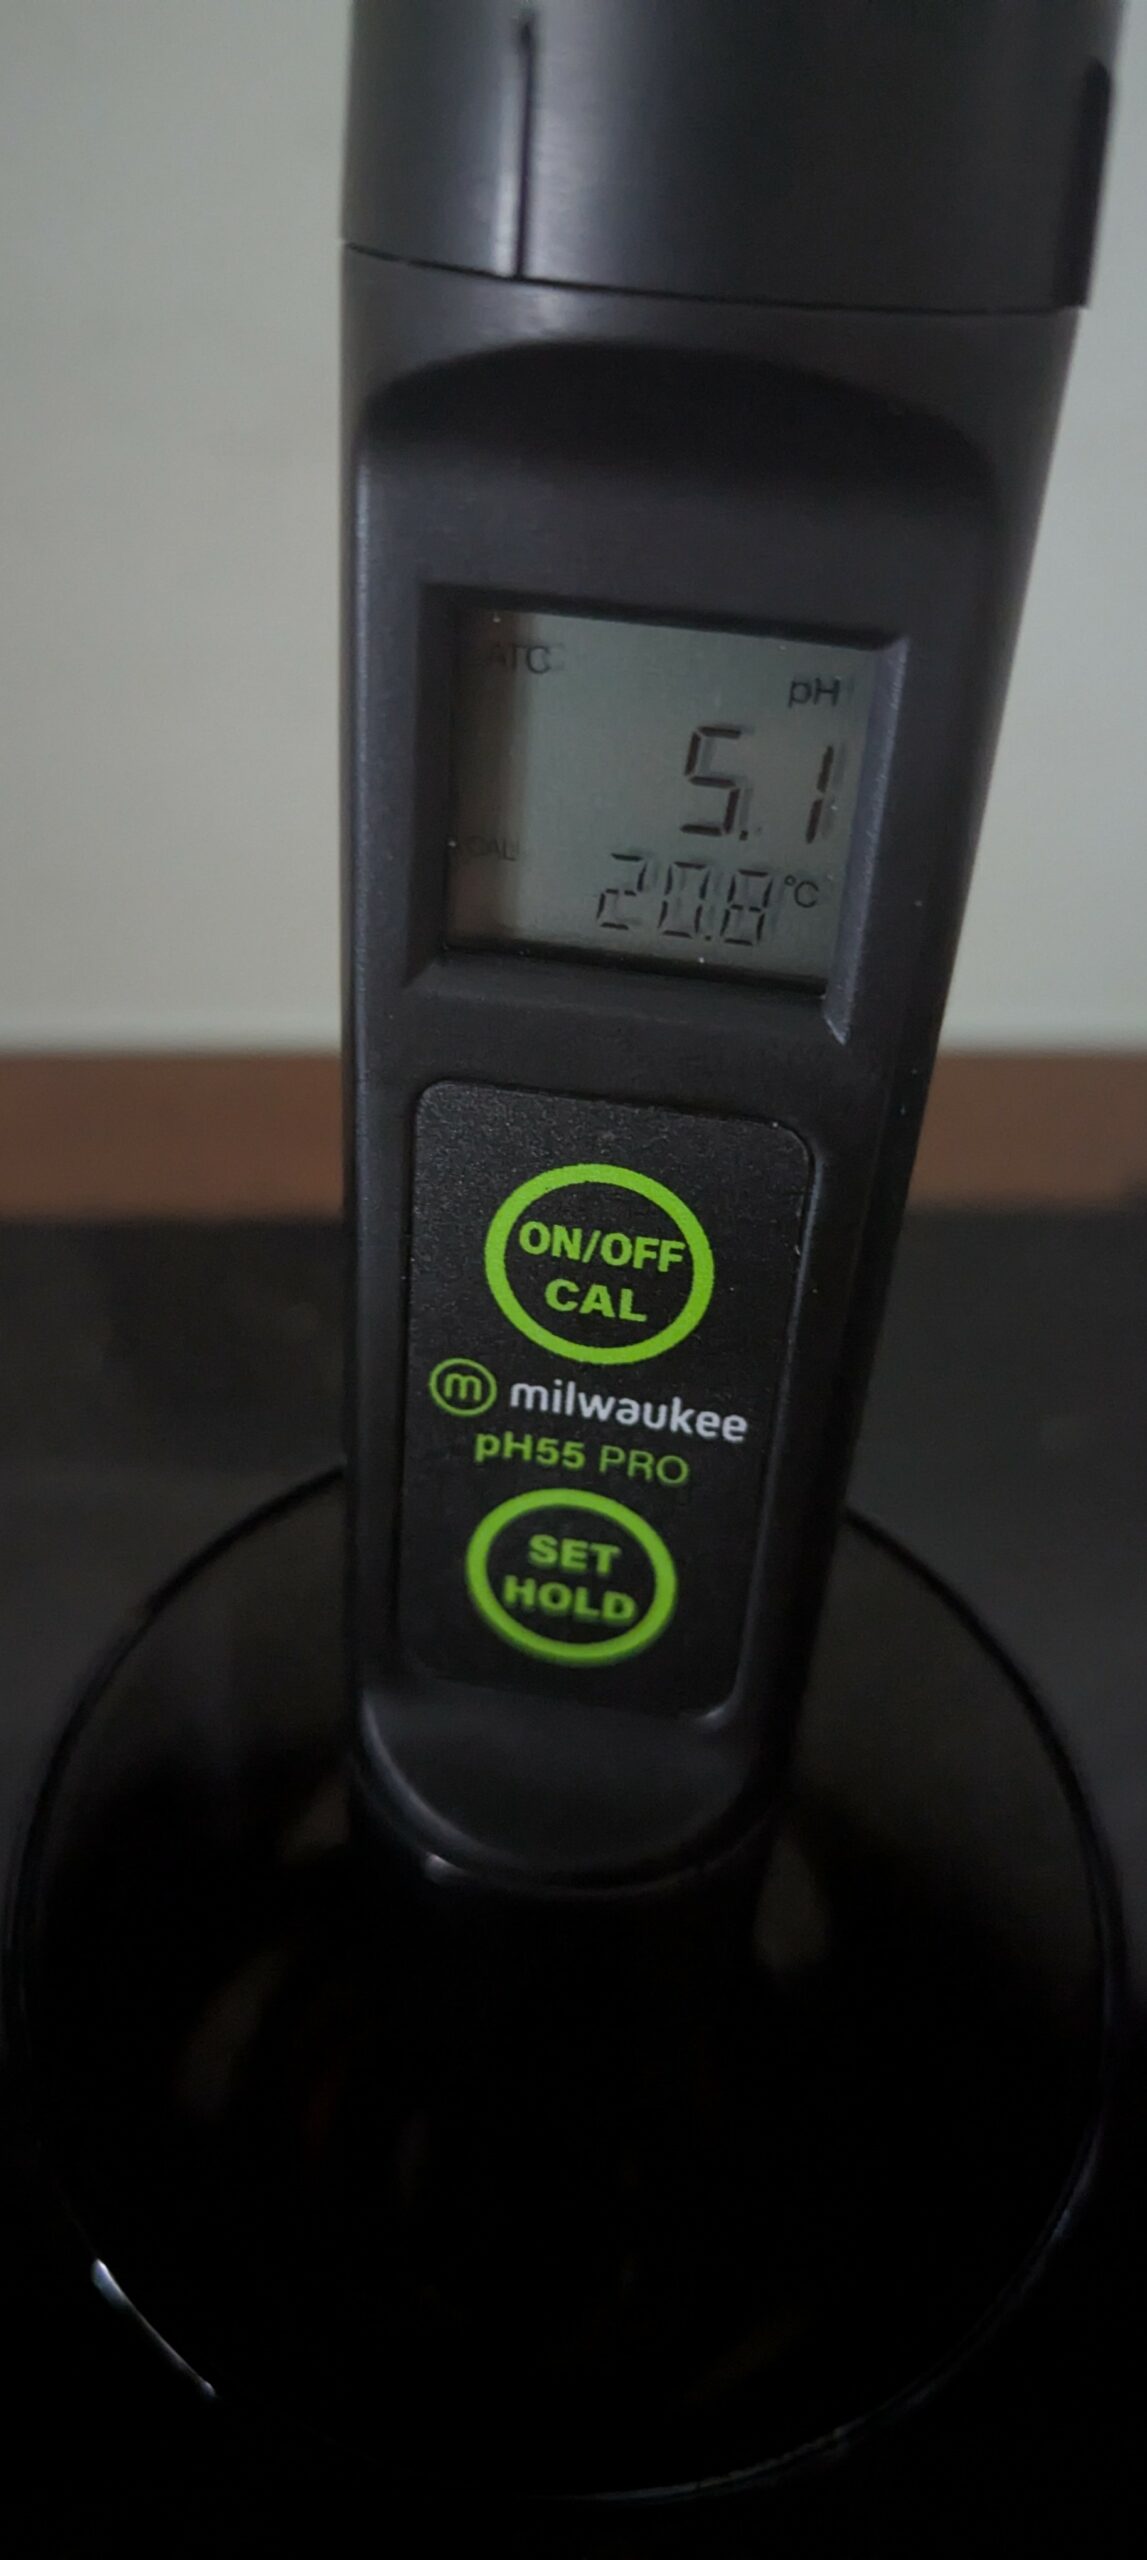 ATC
pH
5.1
CAL
20.8 °C
ON/OFF
CAL
m milwaukee
pH55 PRO
SET
HOLD